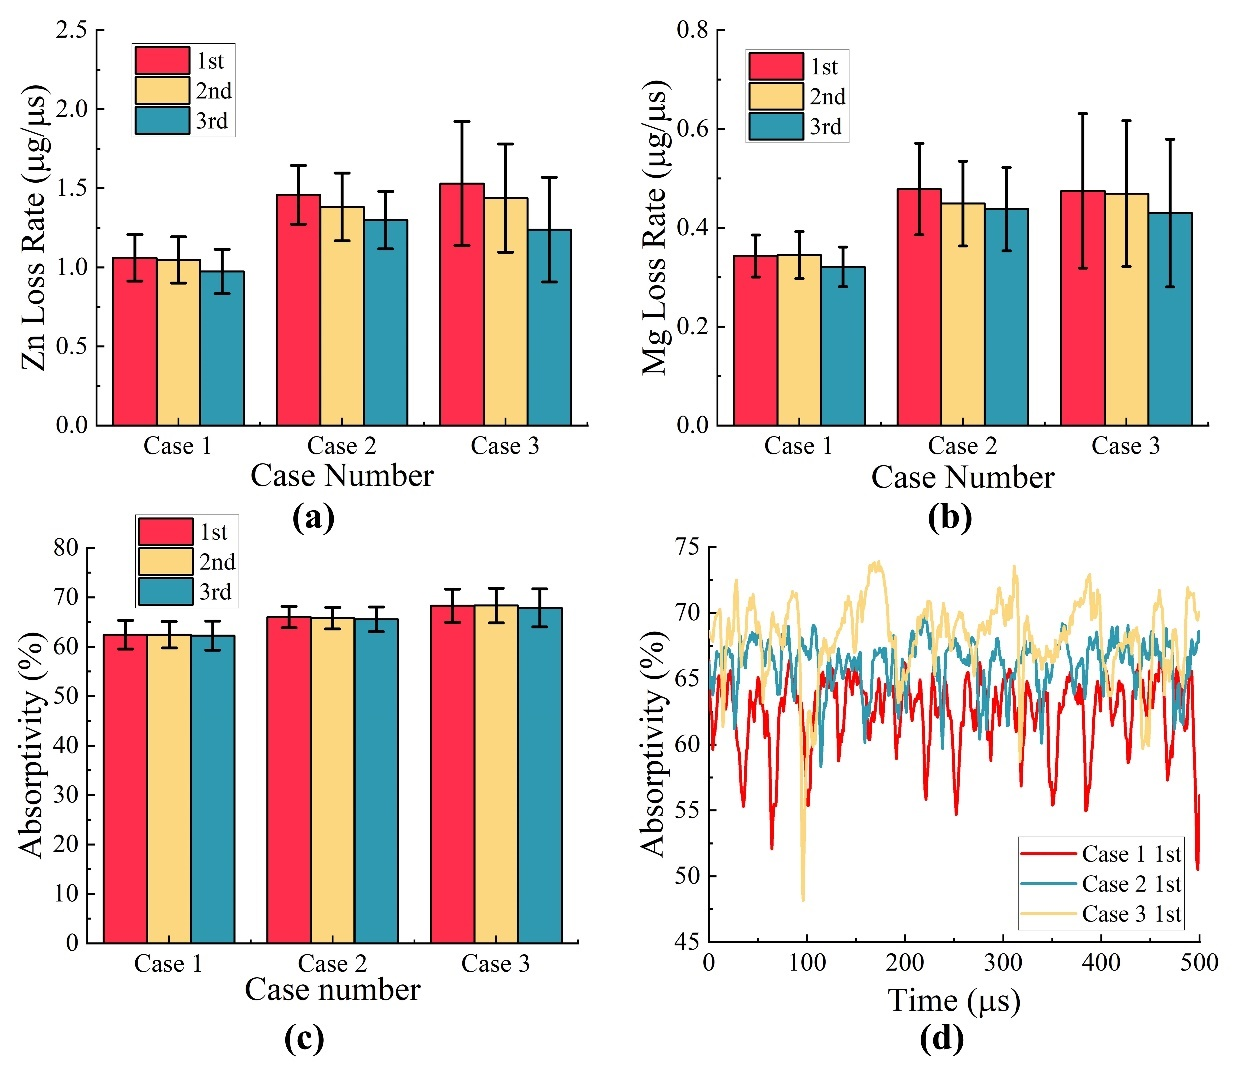 2.5
2.0
1.5
1.0
0.5
0.0
Zn Loss Rate (μg/μs)
1st
2nd
3rd
Case 1
Case 2
Case 3
Case Number
(a)
0.8
0.6
0.4
0.2
0.0
Mg Loss Rate (μg/μs)
1st
2nd
3rd
Case 1
Case 2
Case 3
Case Number
(b)
80
70
60
50
40
30
20
10
0
Absorptivity (%)
1st
2nd
3rd
Case 1
Case 2
Case 3
Case number
(c)
75
70
65
60
55
50
45
Absorptivity (%)
Case 1 1st
Case 2 1st
Case 3 1st
0
100
200
300
400
500
Time (μs)
(d)